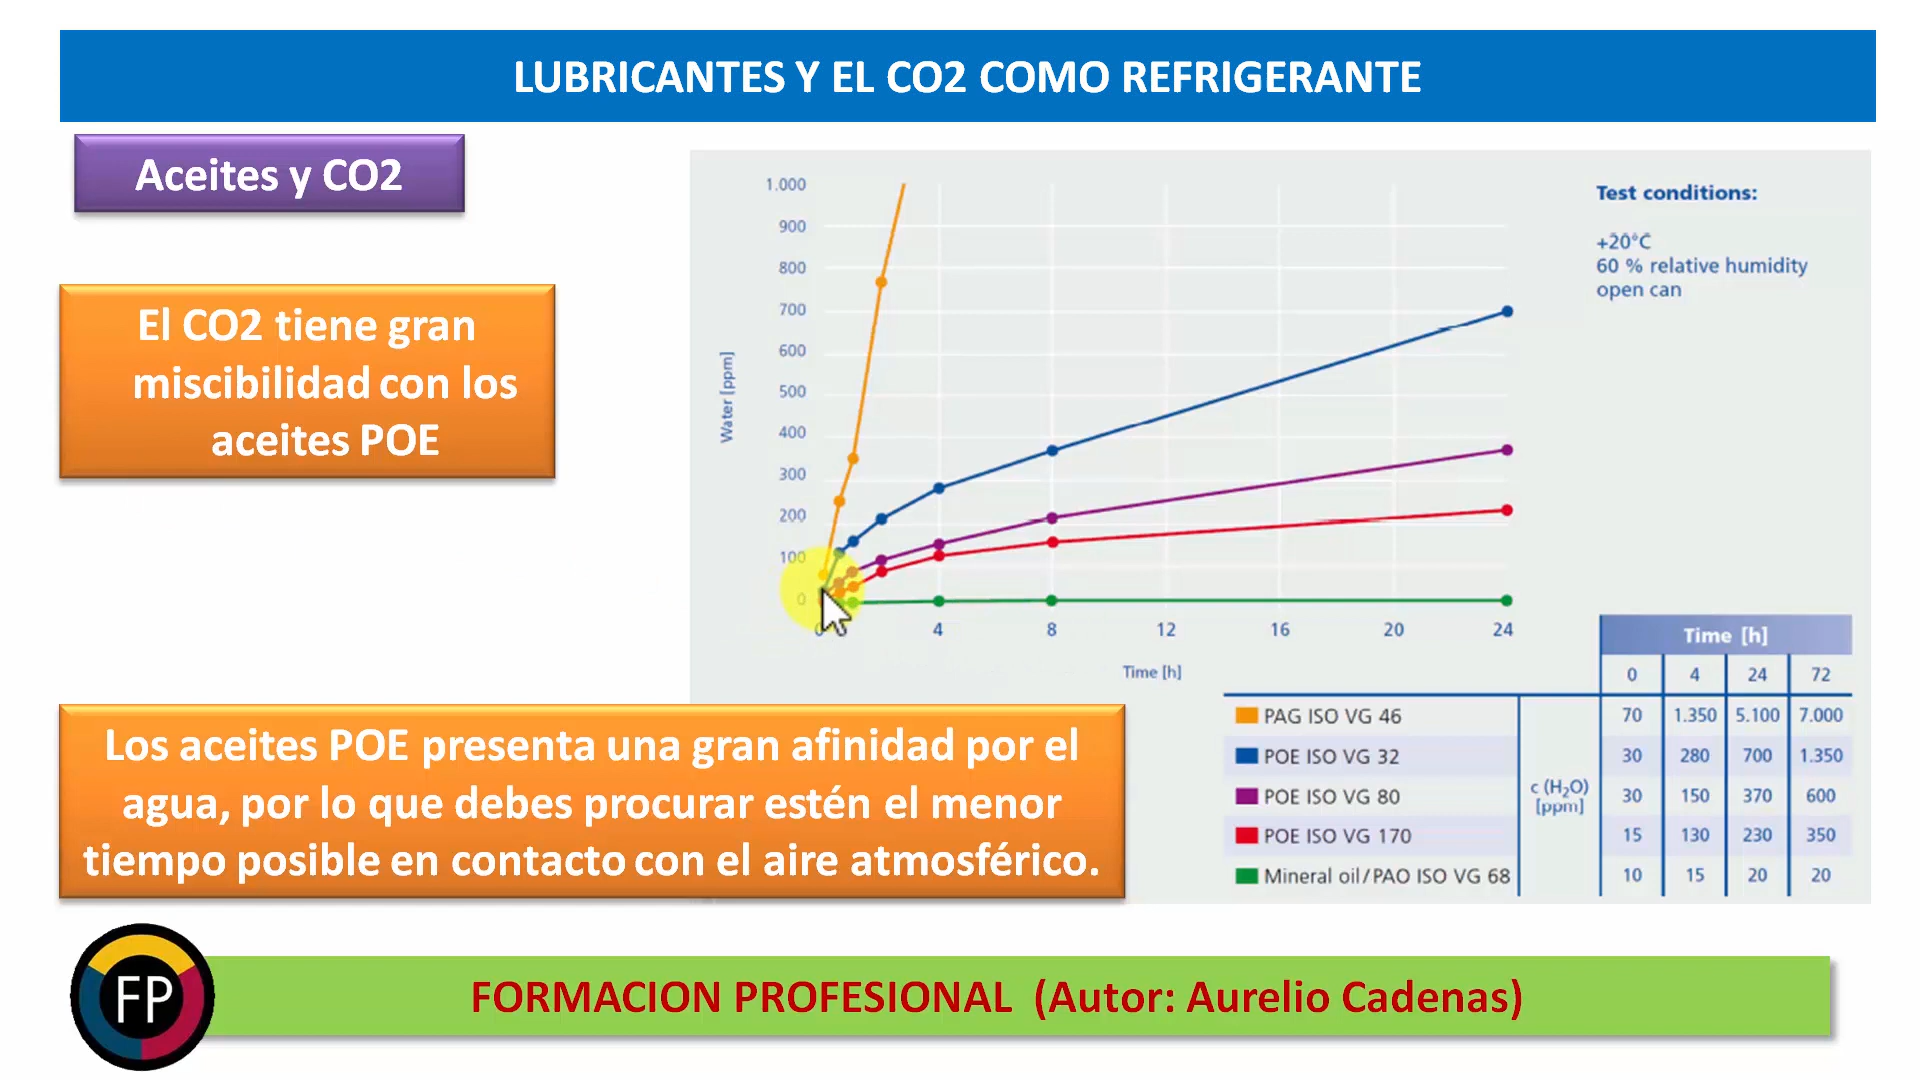 LUBRICANTES Y EL CO2 COMO REFRIGERANTE
Aceites y CO2
El CO2 tiene gran
miscibilidad con los
aceites POE
Los aceites POE presenta una gran afinidad por el
agua, por lo que debes procurar estén el menor
tiempo posible en contacto con el aire atmosférico.
Water [ppm]
1.000
900
800
700
600
500
400
300
200
100
0
0 4 8 12 16 20 24
Time [h]
Test conditions:
+20°C
60 % relative humidity
open can
Time [h]
0 4 24 72
c (H₂O)
[ppm]
PAG ISO VG 46 70 1.350 5.100 7.000
POE ISO VG 32 30 280 700 1.350
POE ISO VG 80 30 150 370 600
POE ISO VG 170 15 130 230 350
Mineral oil/PAO ISO VG 68 10 15 20 20
FP
FORMACION PROFESIONAL (Autor: Aurelio Cadenas)